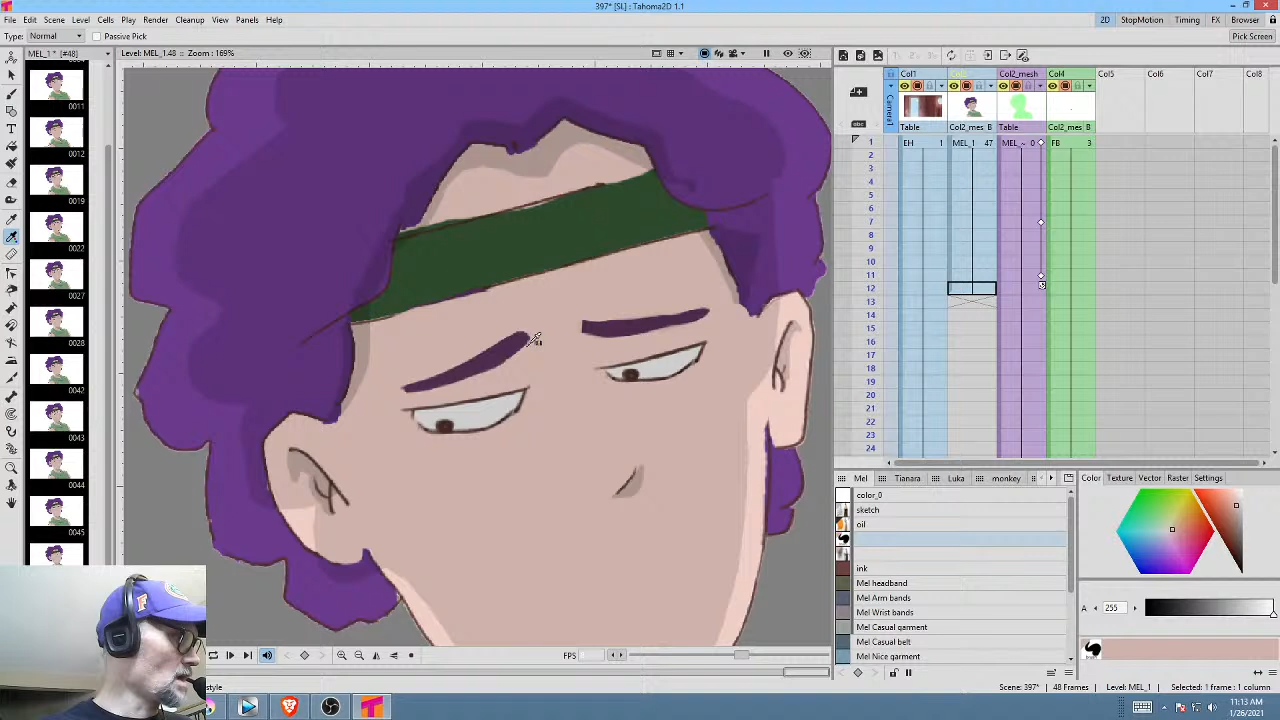 397* [SL] : Tahoma2D 1.1
File Edit Scene Level Cells Play Render Cleanup View Panels Help
2D StopMotion Timing FX Browser
Type: Normal Passive Pick
Pick Screen
MEL_1 * [#48]
Level: MEL_1.48 :: Zoom : 169%
0011
0012
0019
0022
0027
0028
0042
0043
0044
0045
Col1 Col2_mesh Col4 Col5 Col6 Col7 Col8
Camera1
Table Col2_mes B Table Col2_mes B
1 EH 1 MEL_1 47 MEL_~ 0 FB 3
2
3
4
5
6
7
8
9
10
11
12
13
14
15
16
17
18
19
20
21
22
23
24
Mel Tianara Luka monkey
Color Texture Vector Raster Settings
color_0
sketch
oil
ink
Mel headband
Mel Arm bands
Mel Wrist bands
Mel Casual garment
Mel Casual belt
Mel Nice garment
A 255
FPS
style
Scene: 397* :: 48 Frames Level: MEL_1 Selected: 1 frame : 1 column
11:13 AM
1/26/2021